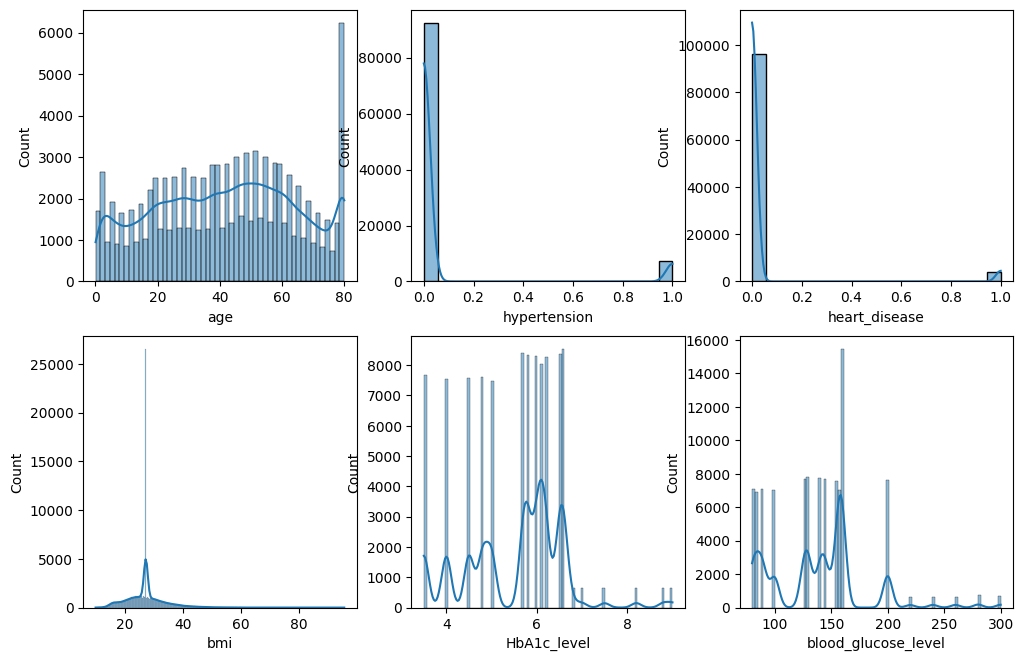 6000
5000
4000
3000
2000
1000
0
Count
0 20 40 60 80
age
80000
60000
40000
20000
0
Count
0.0 0.2 0.4 0.6 0.8 1.0
hypertension
100000
80000
60000
40000
20000
0
Count
0.0 0.2 0.4 0.6 0.8 1.0
heart_disease
25000
20000
15000
10000
5000
0
Count
20 40 60 80
bmi
8000
7000
6000
5000
4000
3000
2000
1000
0
Count
4 6 8
HbA1c_level
16000
14000
12000
10000
8000
6000
4000
2000
0
Count
100 150 200 250 300
blood_glucose_level